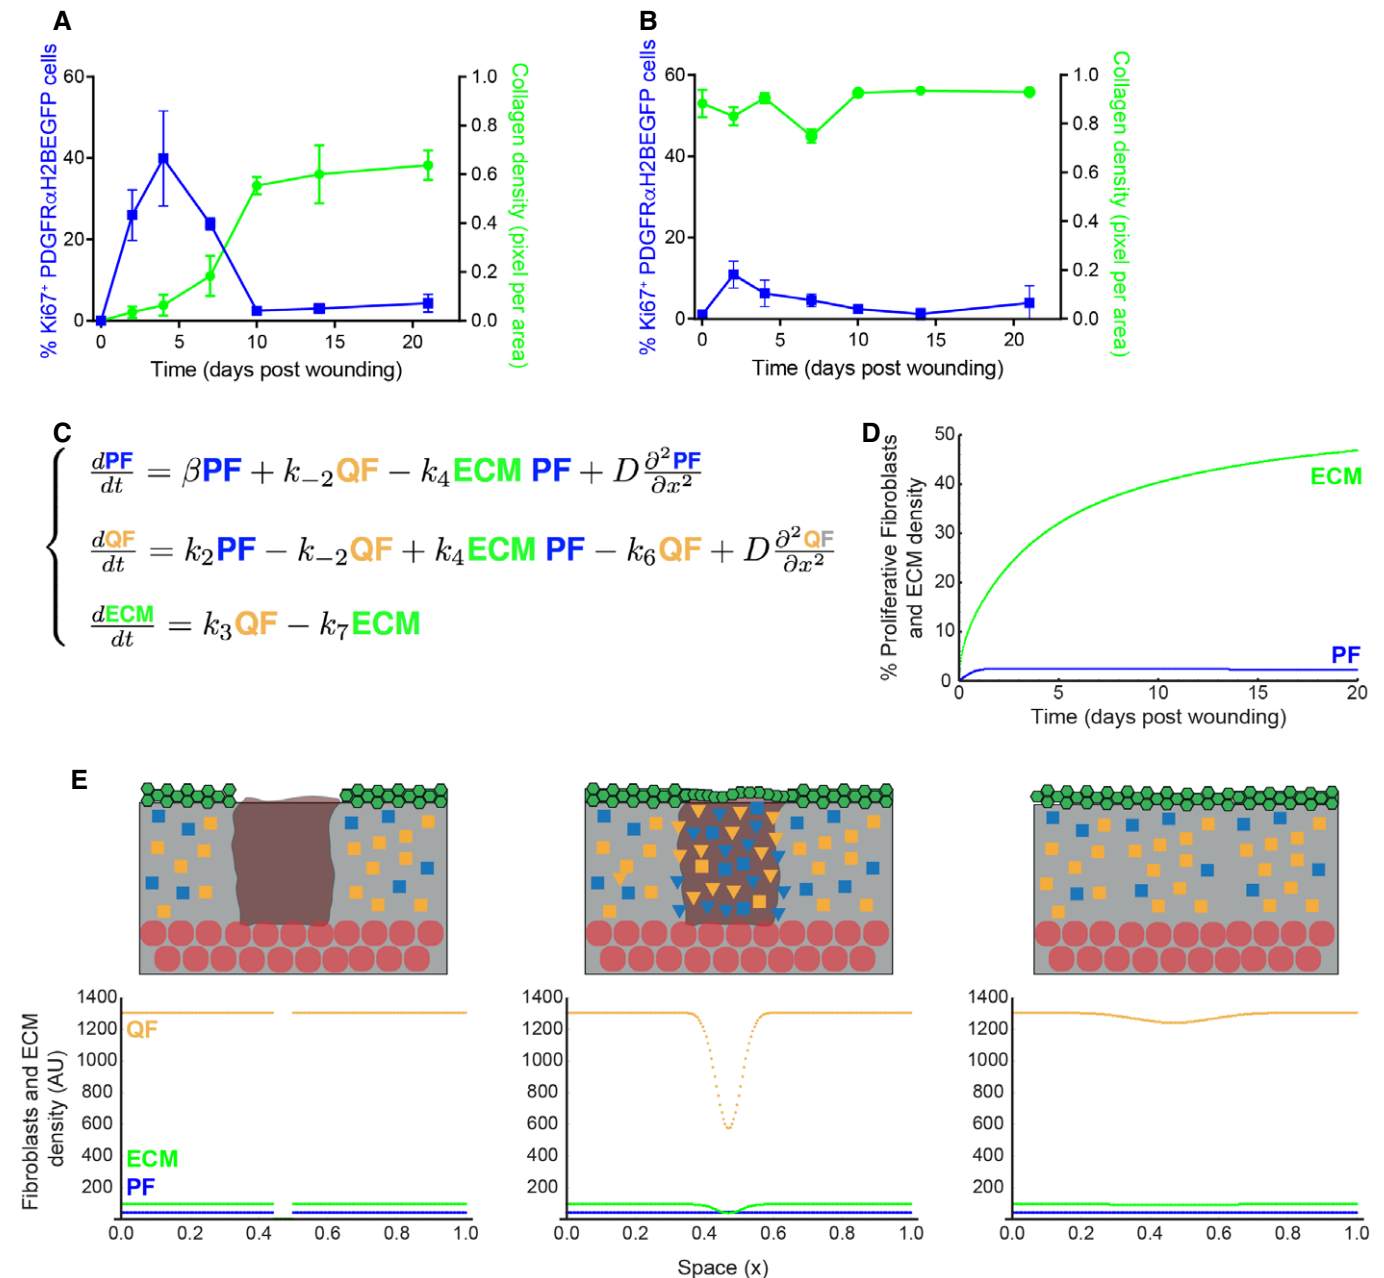 A
% Ki67⁺ PDGFRαH2BEGFP cells
60
40
20
0
0 5 10 15 20
Time (days post wounding)
1.0
0.8
0.6
0.4
0.2
0.0
Collagen density (pixel per area)
B
% Ki67⁺ PDGFRαH2BEGFP cells
60
40
20
0
0 5 10 15 20
Time (days post wounding)
1.0
0.8
0.6
0.4
0.2
0.0
Collagen density (pixel per area)
C
dPF/dt = βPF + k₋₂QF − k₄ECM PF + D ∂²PF/∂x²
dQF/dt = k₂PF − k₋₂QF + k₄ECM PF − k₆QF + D ∂²QF/∂x²
dECM/dt = k₃QF − k₇ECM
D
% Proliferative Fibroblasts
and ECM density
50
40
30
20
10
0
ECM
PF
0 5 10 15 20
Time (days post wounding)
E
Fibroblasts and ECM
density (AU)
1400
1200
1000
800
600
400
200
QF
ECM
PF
0.0 0.2 0.4 0.6 0.8 1.0
1400
1200
1000
800
600
400
200
0.0 0.2 0.4 0.6 0.8 1.0
1400
1200
1000
800
600
400
200
0.0 0.2 0.4 0.6 0.8 1.0
Space (x)